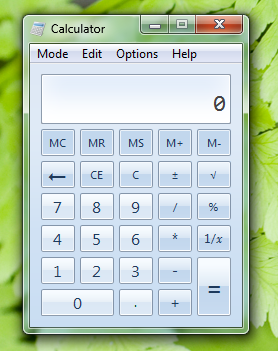 Calculator
Mode Edit Options Help
0
MC MR MS M+ M-
← CE C ± √
7 8 9 / %
4 5 6 * 1/x
1 2 3 - =
0 . +